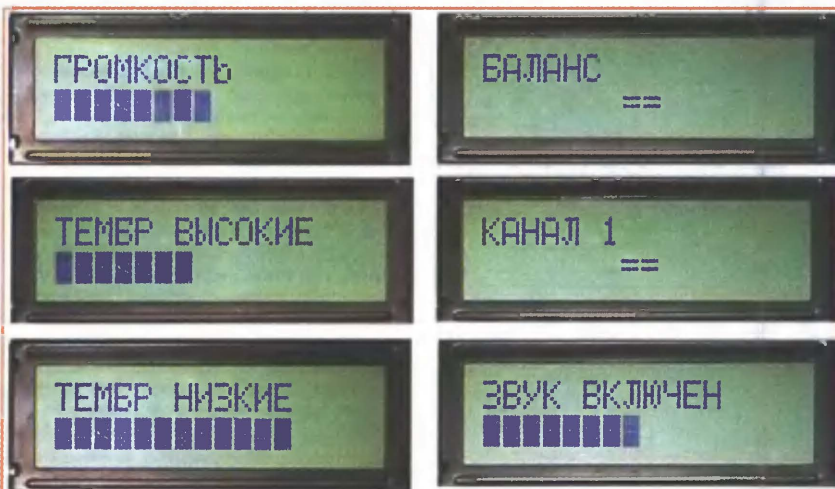 ГРОМКОСТЬ
БАЛАНС
==
ТЕМБР ВЫСОКИЕ
КАНАЛ 1
==
ТЕМБР НИЗКИЕ
ЗВУК ВКЛЮЧЕН